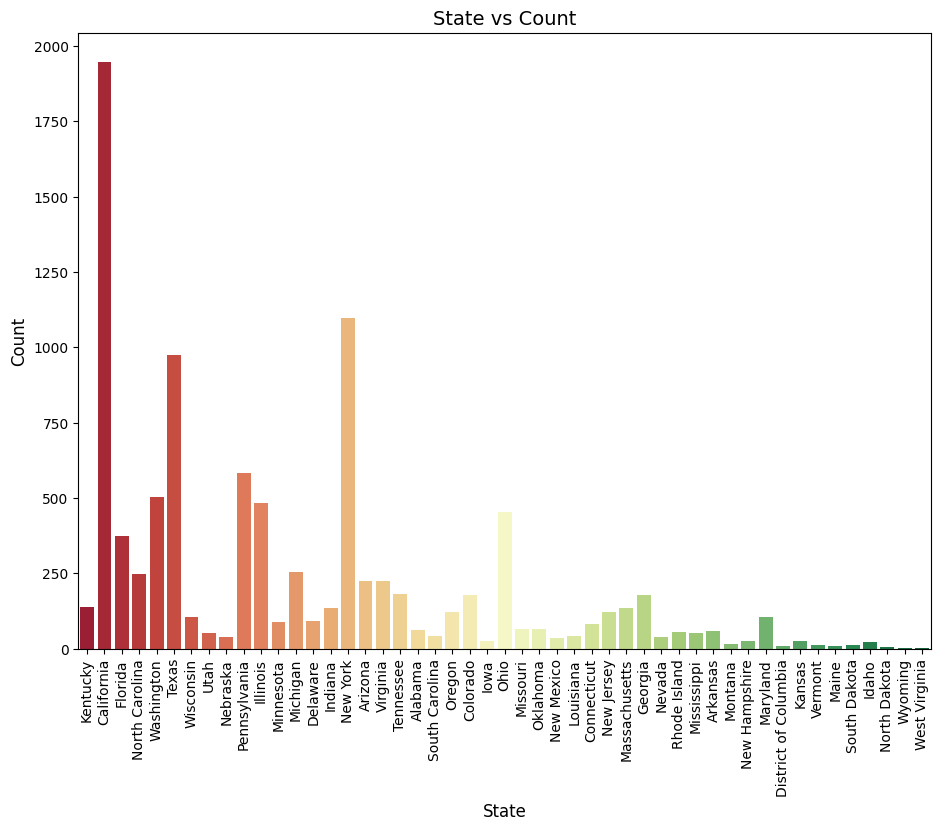 State vs Count
2000
1750
1500
1250
1000
750
500
250
0
Count
Kentucky
California
Florida
North Carolina
Washington
Texas
Wisconsin
Utah
Nebraska
Pennsylvania
Illinois
Minnesota
Michigan
Delaware
Indiana
New York
Arizona
Virginia
Tennessee
Alabama
South Carolina
Oregon
Colorado
Iowa
Ohio
Missouri
Oklahoma
New Mexico
Louisiana
Connecticut
New Jersey
Massachusetts
Georgia
Nevada
Rhode Island
Mississippi
Arkansas
Montana
New Hampshire
Maryland
District of Columbia
Kansas
Vermont
Maine
South Dakota
Idaho
North Dakota
Wyoming
West Virginia
State